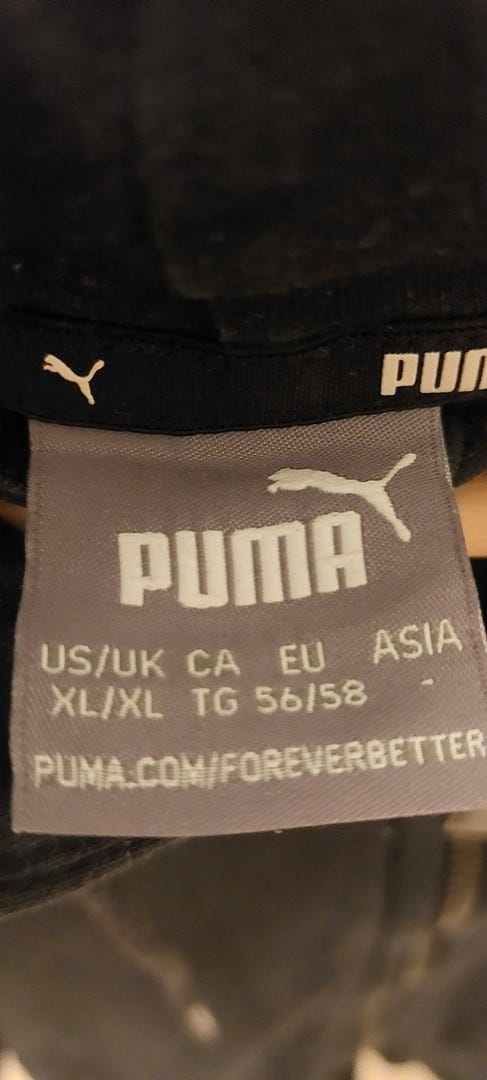 PUM
PUMA
US/UK CA EU ASIA
XL/XL TG 56/58 -
PUMA.COM/FOREVERBETTER